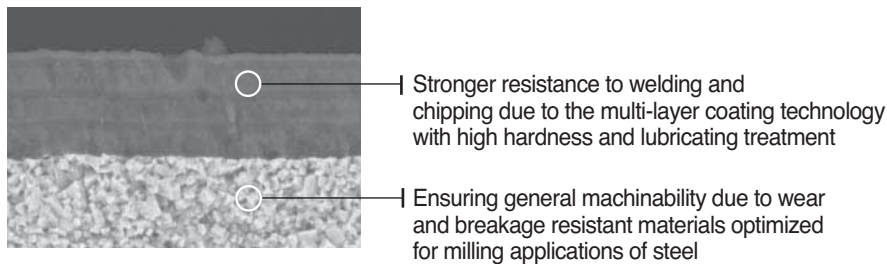 Stronger resistance to welding and
chipping due to the multi-layer coating technology
with high hardness and lubricating treatment
Ensuring general machinability due to wear
and breakage resistant materials optimized
for milling applications of steel